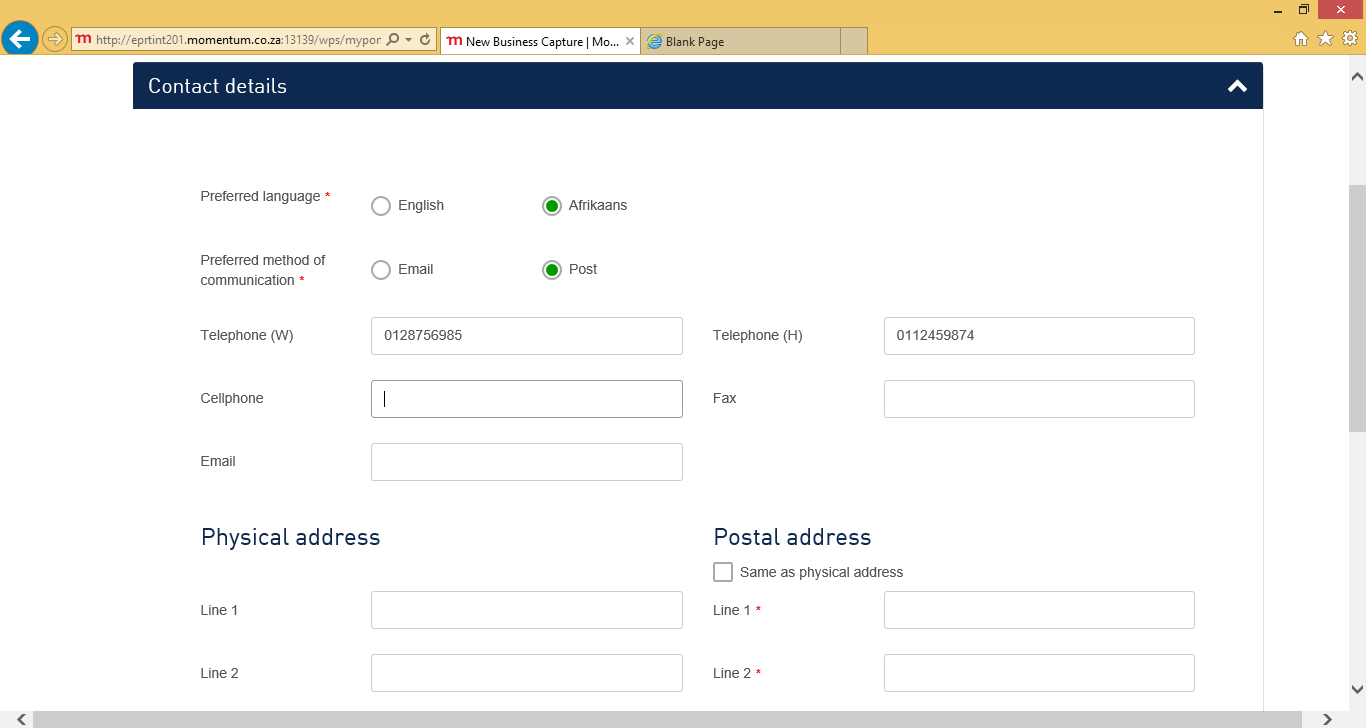 http://eprtint201.momentum.co.za:13139/wps/mypor
m New Business Capture | Mo...
Blank Page
Contact details
Preferred language *
English
Afrikaans
Preferred method of
communication *
Email
Post
Telephone (W)
0128756985
Telephone (H)
0112459874
Cellphone
Fax
Email
Physical address
Postal address
Same as physical address
Line 1
Line 1 *
Line 2
Line 2 *